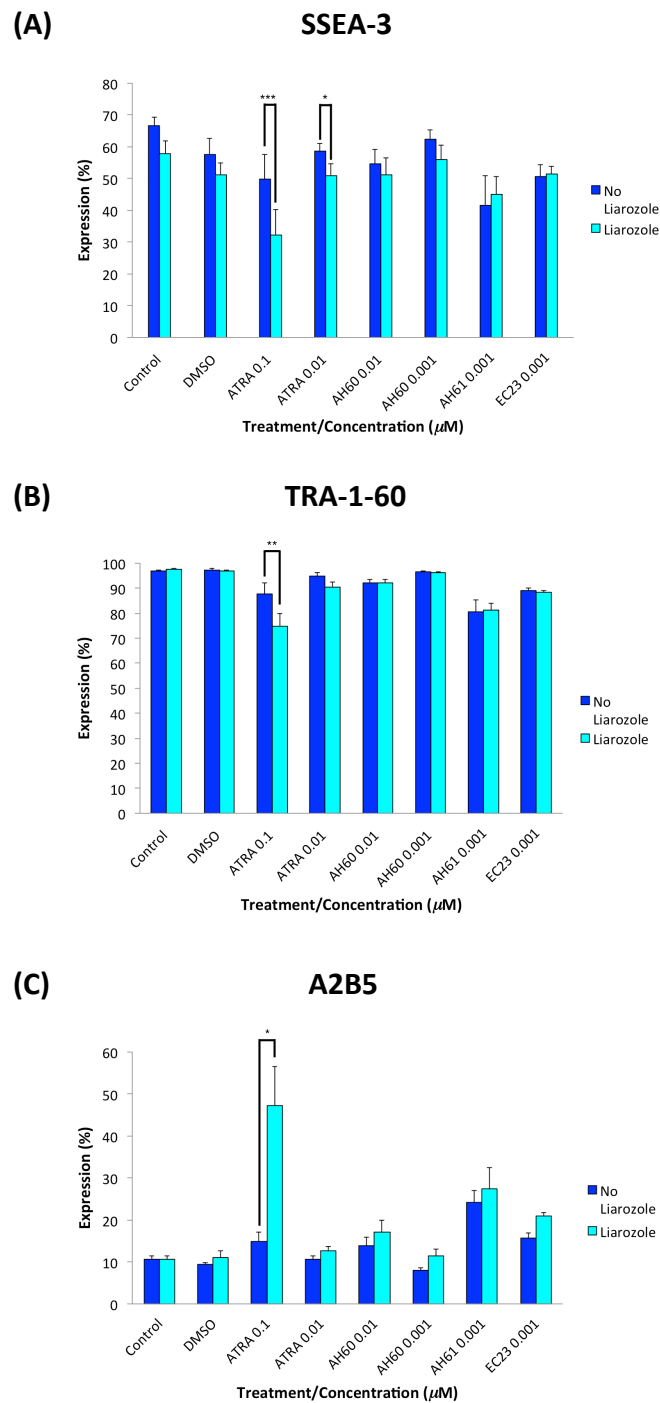 (A) SSEA-3
80
70
60
50
40
30
20
10
0
Expression (%)
***
*
No
Liarozole
Liarozole
Control
DMSO
ATRA 0.1
ATRA 0.01
AH60 0.01
AH60 0.001
AH61 0.001
EC23 0.001
Treatment/Concentration (μM)
(B) TRA-1-60
100
90
80
70
60
50
40
30
20
10
0
Expression (%)
**
No
Liarozole
Liarozole
Control
DMSO
ATRA 0.1
ATRA 0.01
AH60 0.01
AH60 0.001
AH61 0.001
EC23 0.001
Treatment/Concentration (μM)
(C) A2B5
60
50
40
30
20
10
0
Expression (%)
*
No
Liarozole
Liarozole
Control
DMSO
ATRA 0.1
ATRA 0.01
AH60 0.01
AH60 0.001
AH61 0.001
EC23 0.001
Treatment/Concentration (μM)